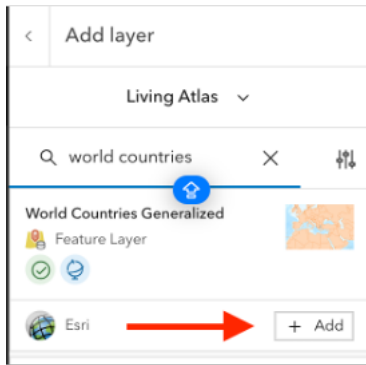 Add layer
Living Atlas
world countries
World Countries Generalized
Feature Layer
Esri
+ Add